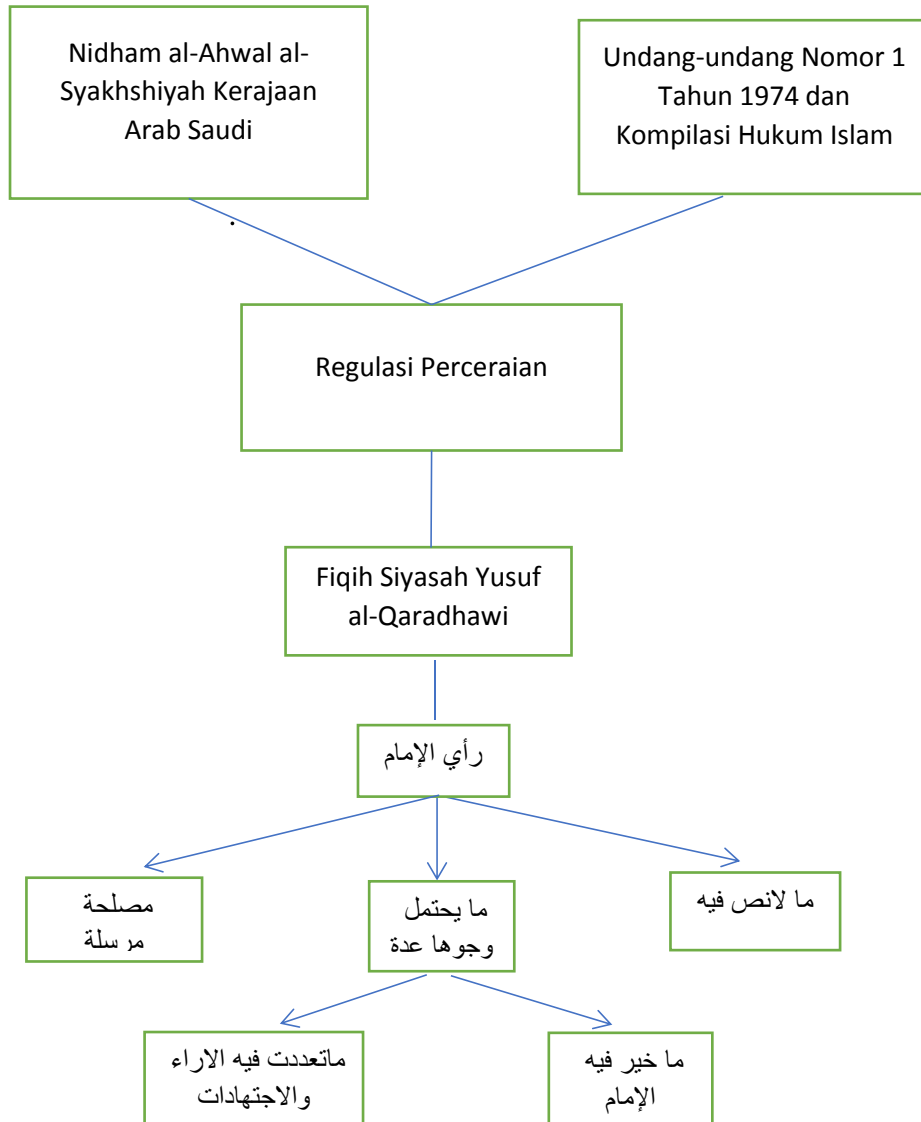 Nidham al-Ahwal al-
Syakhshiyah Kerajaan
Arab Saudi
Undang-undang Nomor 1
Tahun 1974 dan
Kompilasi Hukum Islam
.
Regulasi Perceraian
Fiqih Siyasah Yusuf
al-Qaradhawi
رأي الإمام
ما لانص فيه
ما يحتمل
وجوها عدة
مصلحة
مرسلة
ما خير فيه
الإمام
ماتعددت فيه الاراء
والاجتهادات